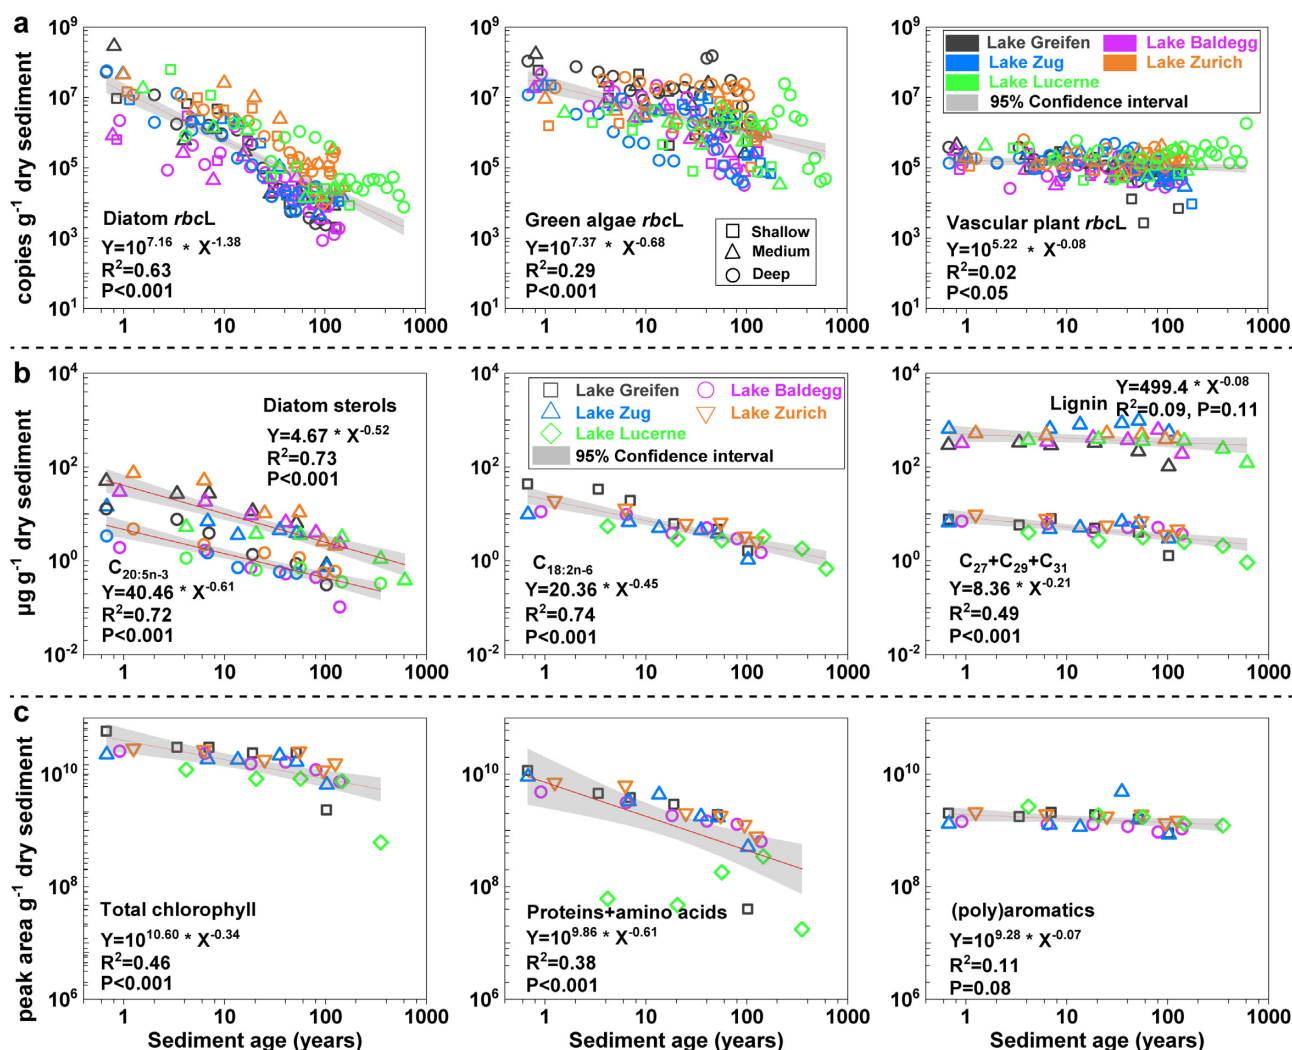 a
copies g⁻¹ dry sediment
10⁹
10⁷
10⁵
10³
10¹
Diatom rbcL
Y=10^7.16 * X^-1.38
R²=0.63
P<0.001
1 10 100 1000
Green algae rbcL
Y=10^7.37 * X^-0.68
R²=0.29
P<0.001
Shallow
Medium
Deep
10⁹
10⁷
10⁵
10³
10¹
1 10 100 1000
Lake Greifen Lake Baldegg
Lake Zug Lake Zurich
Lake Lucerne
95% Confidence interval
Vascular plant rbcL
Y=10^5.22 * X^-0.08
R²=0.02
P<0.05
10⁹
10⁷
10⁵
10³
10¹
1 10 100 1000
b
µg g⁻¹ dry sediment
10⁴
10²
10⁰
10⁻²
Diatom sterols
Y=4.67 * X^-0.52
R²=0.73
P<0.001
C20:5n-3
Y=40.46 * X^-0.61
R²=0.72
P<0.001
1 10 100 1000
Lake Greifen Lake Baldegg
Lake Zug Lake Zurich
Lake Lucerne
95% Confidence interval
C18:2n-6
Y=20.36 * X^-0.45
R²=0.74
P<0.001
10⁴
10²
10⁰
10⁻²
1 10 100 1000
Y=499.4 * X^-0.08
Lignin R²=0.09, P=0.11
C27+C29+C31
Y=8.36 * X^-0.21
R²=0.49
P<0.001
10⁴
10²
10⁰
10⁻²
1 10 100 1000
c
peak area g⁻¹ dry sediment
10¹⁰
10⁸
10⁶
Total chlorophyll
Y=10^10.60 * X^-0.34
R²=0.46
P<0.001
1 10 100 1000
Sediment age (years)
10¹⁰
10⁸
10⁶
Proteins+amino acids
Y=10^9.86 * X^-0.61
R²=0.38
P<0.001
1 10 100 1000
Sediment age (years)
10¹⁰
10⁸
10⁶
(poly)aromatics
Y=10^9.28 * X^-0.07
R²=0.11
P=0.08
1 10 100 1000
Sediment age (years)